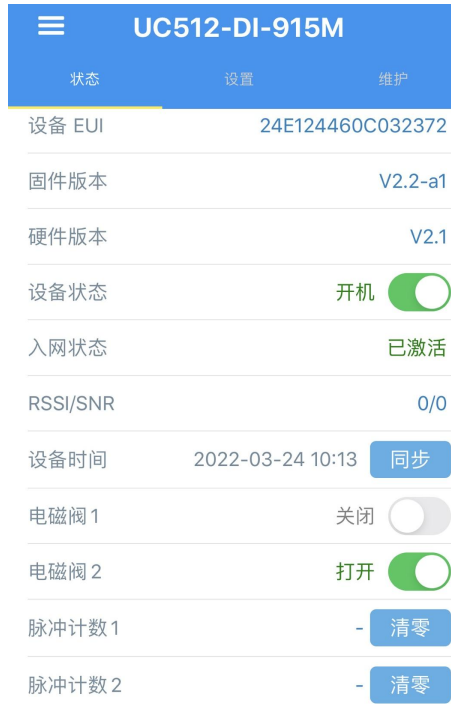 UC512-DI-915M
状态 设置 维护
设备 EUI 24E124460C032372
固件版本 V2.2-a1
硬件版本 V2.1
设备状态 开机
入网状态 已激活
RSSI/SNR 0/0
设备时间 2022-03-24 10:13 同步
电磁阀1 关闭
电磁阀2 打开
脉冲计数1 - 清零
脉冲计数2 - 清零